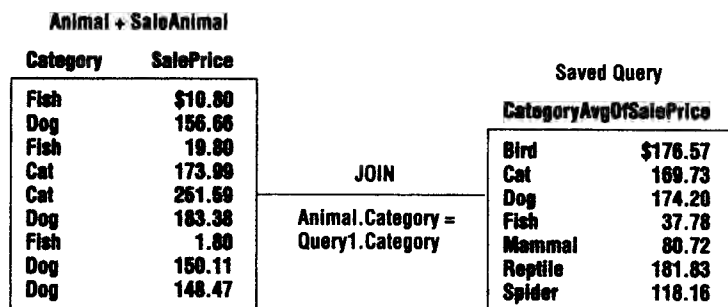 Animal + SaleAnimal
Category SalePrice
Fish $10.80
Dog 156.66
Fish 19.80
Cat 173.99
Cat 251.59
Dog 183.38
Fish 1.80
Dog 150.11
Dog 148.47
JOIN
Animal.Category =
Query1.Category
Saved Query
CategoryAvgOfSalePrice
Bird $176.57
Cat 169.73
Dog 174.20
Fish 37.78
Mammal 80.72
Reptile 181.83
Spider 118.16